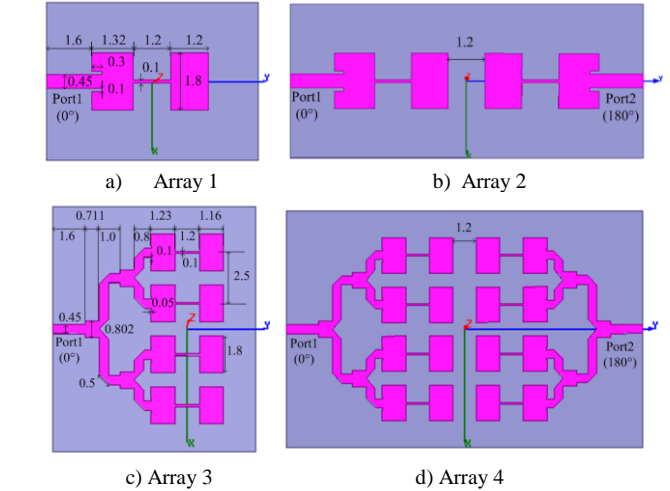 1.6 1.32 1.2 1.2
0.3
0.1
0.45
0.1
1.8
Z
y
x
Port1
(0°)
a) Array 1
1.2
z
y
x
Port1
(0°)
Port2
(180°)
b) Array 2
0.711 1.23 1.16
1.6 1.0 0.8 1.2
0.1
0.1
2.5
0.05
0.45
0.802
Z
y
Port1
(0°)
1.8
0.5
X
c) Array 3
1.2
z
y
Port1
(0°)
Port2
(180°)
X
d) Array 4